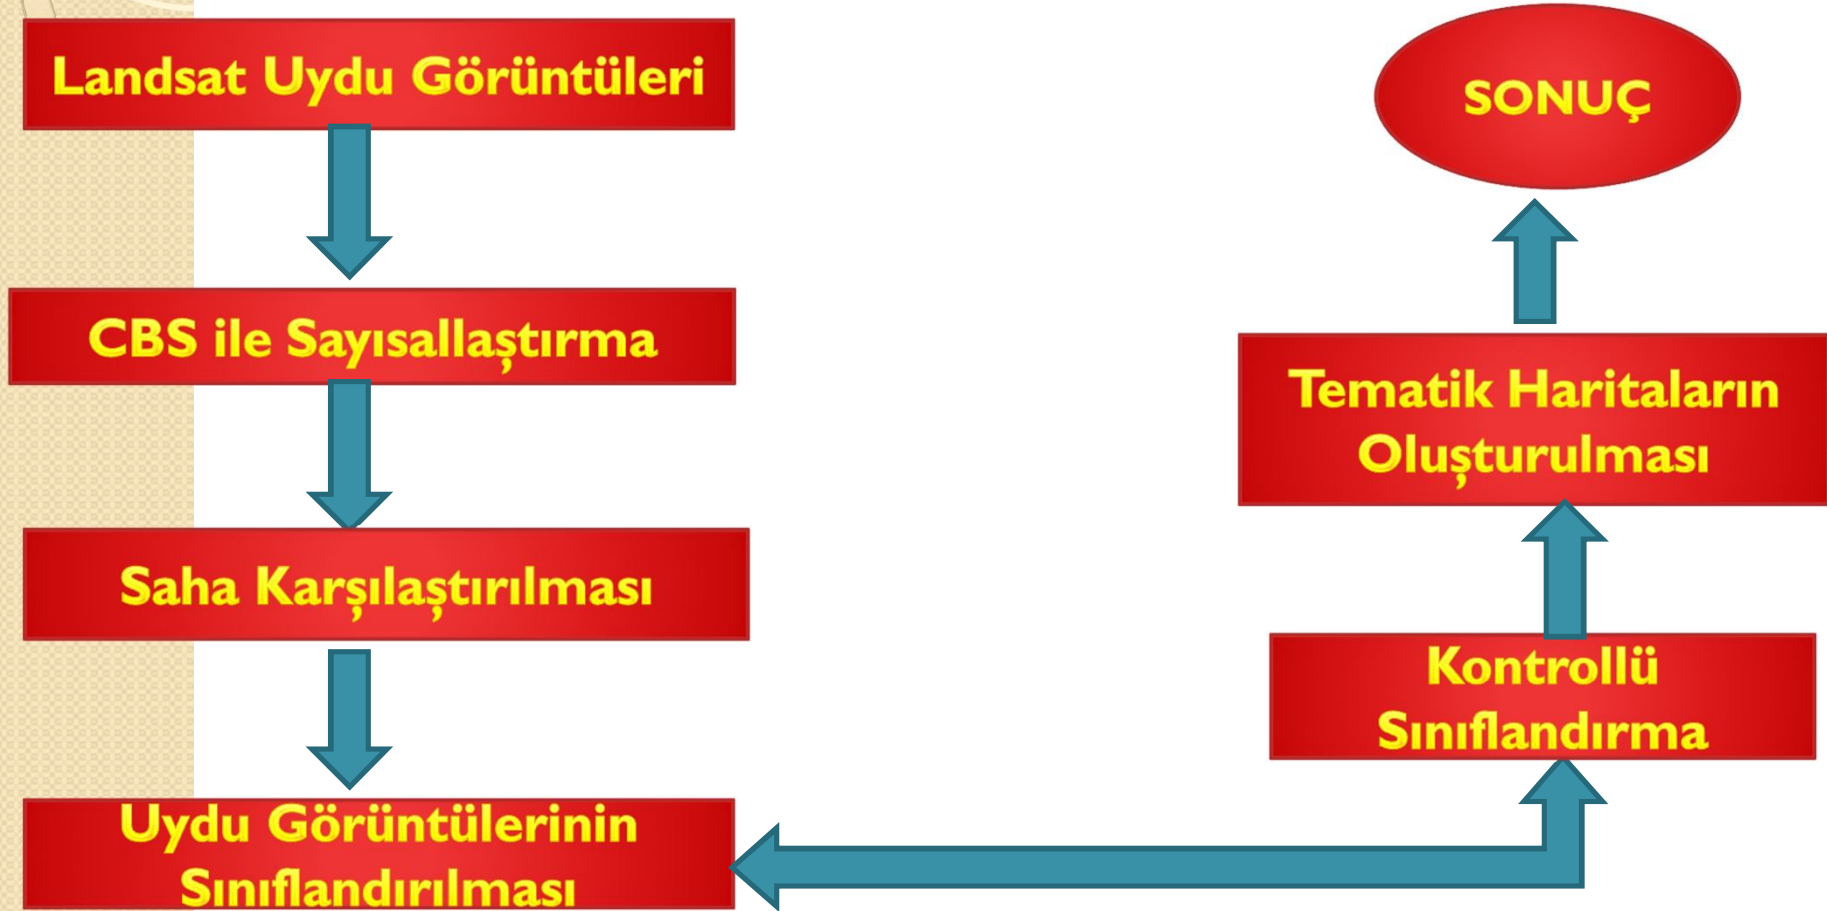 Landsat Uydu Görüntüleri
CBS ile Sayısallaştırma
Saha Karşılaştırılması
Uydu Görüntülerinin
Sınıflandırılması
Kontrollü
Sınıflandırma
Tematik Haritaların
Oluşturulması
SONUÇ